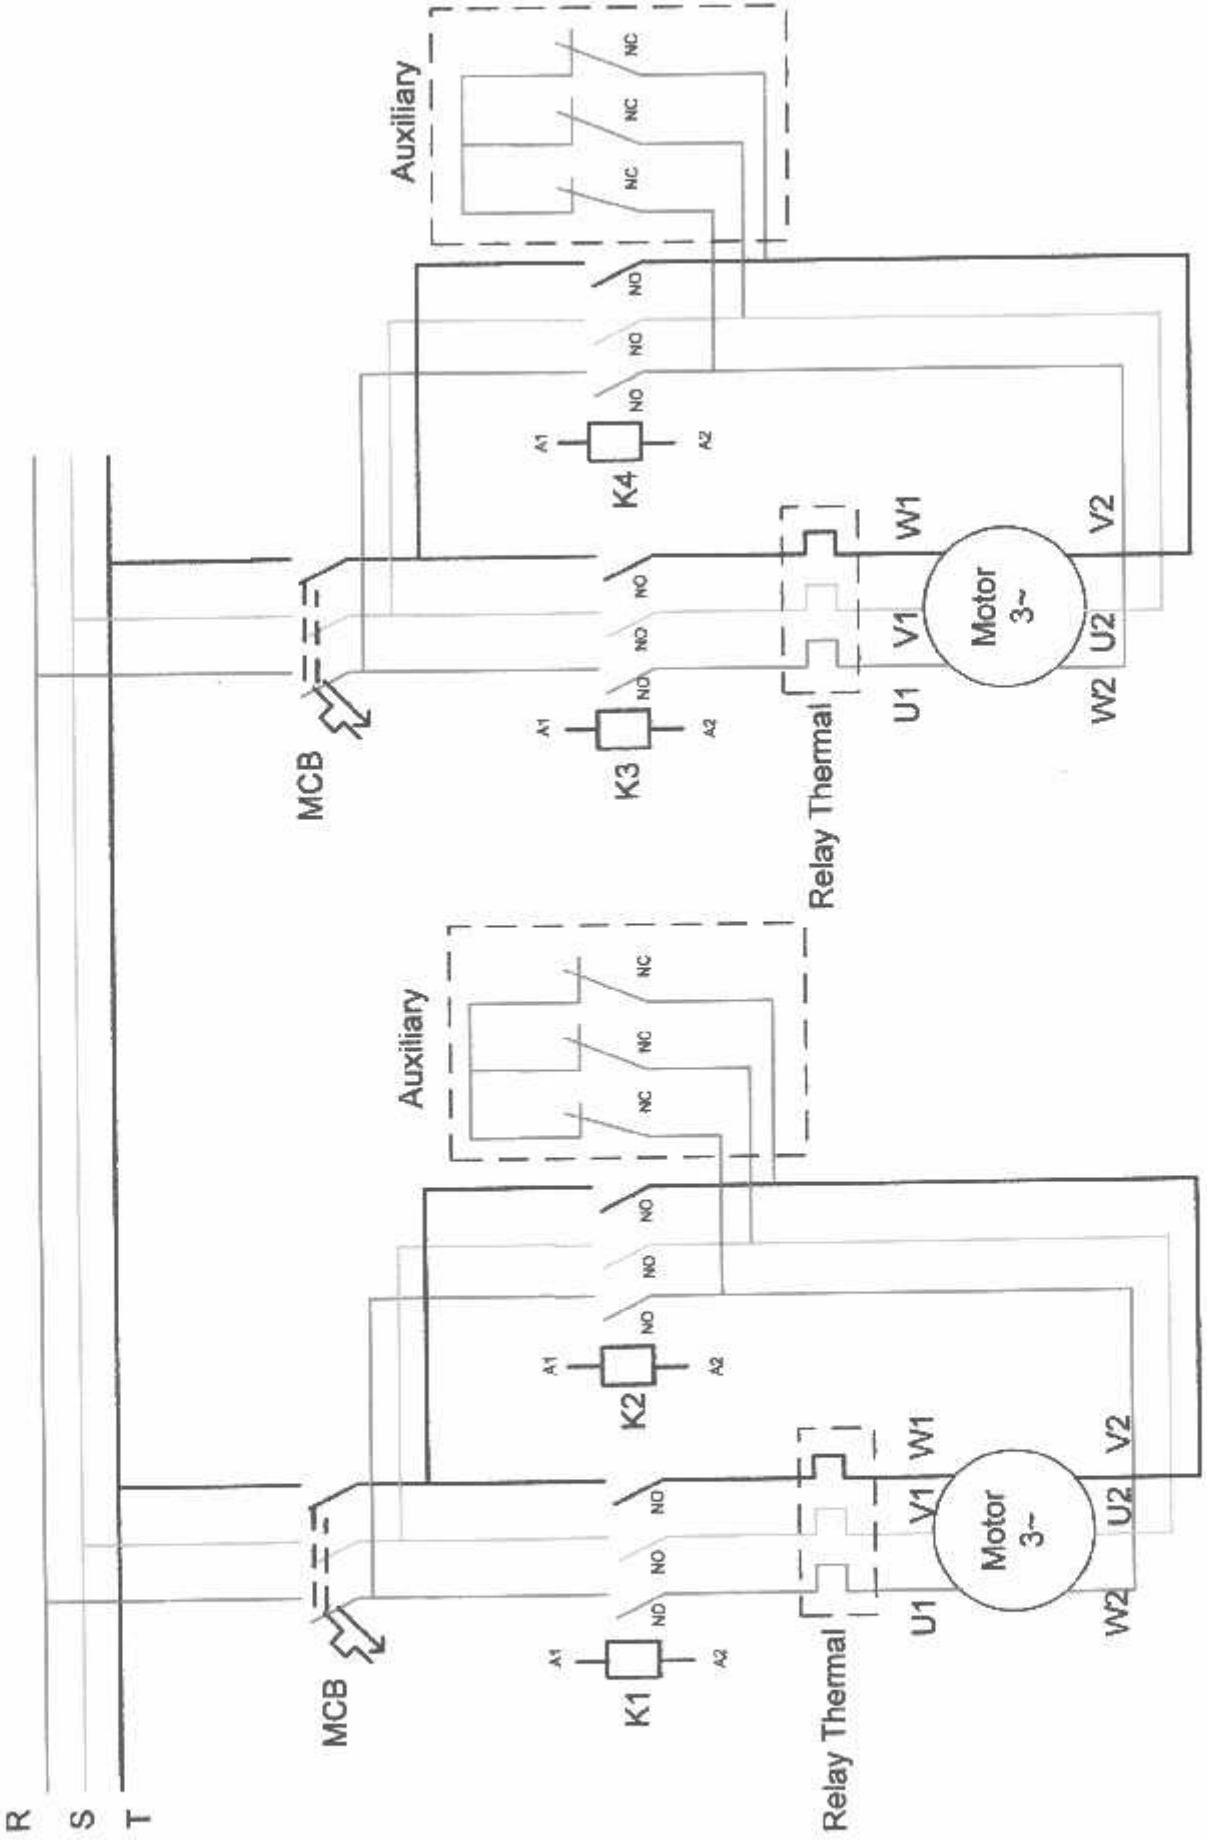 R
S
T
MCB
Auxiliary
A1
A1
K1
NO
NO
NO
K2
NO
NO
NO
NC
NC
NC
A2
A2
Relay Thermal
U1
V1
W1
Motor
3~
W2
U2
V2
MCB
Auxiliary
A1
A1
K3
NO
NO
NO
K4
NO
NO
NO
NC
NC
NC
A2
A2
Relay Thermal
U1
V1
W1
Motor
3~
W2
U2
V2